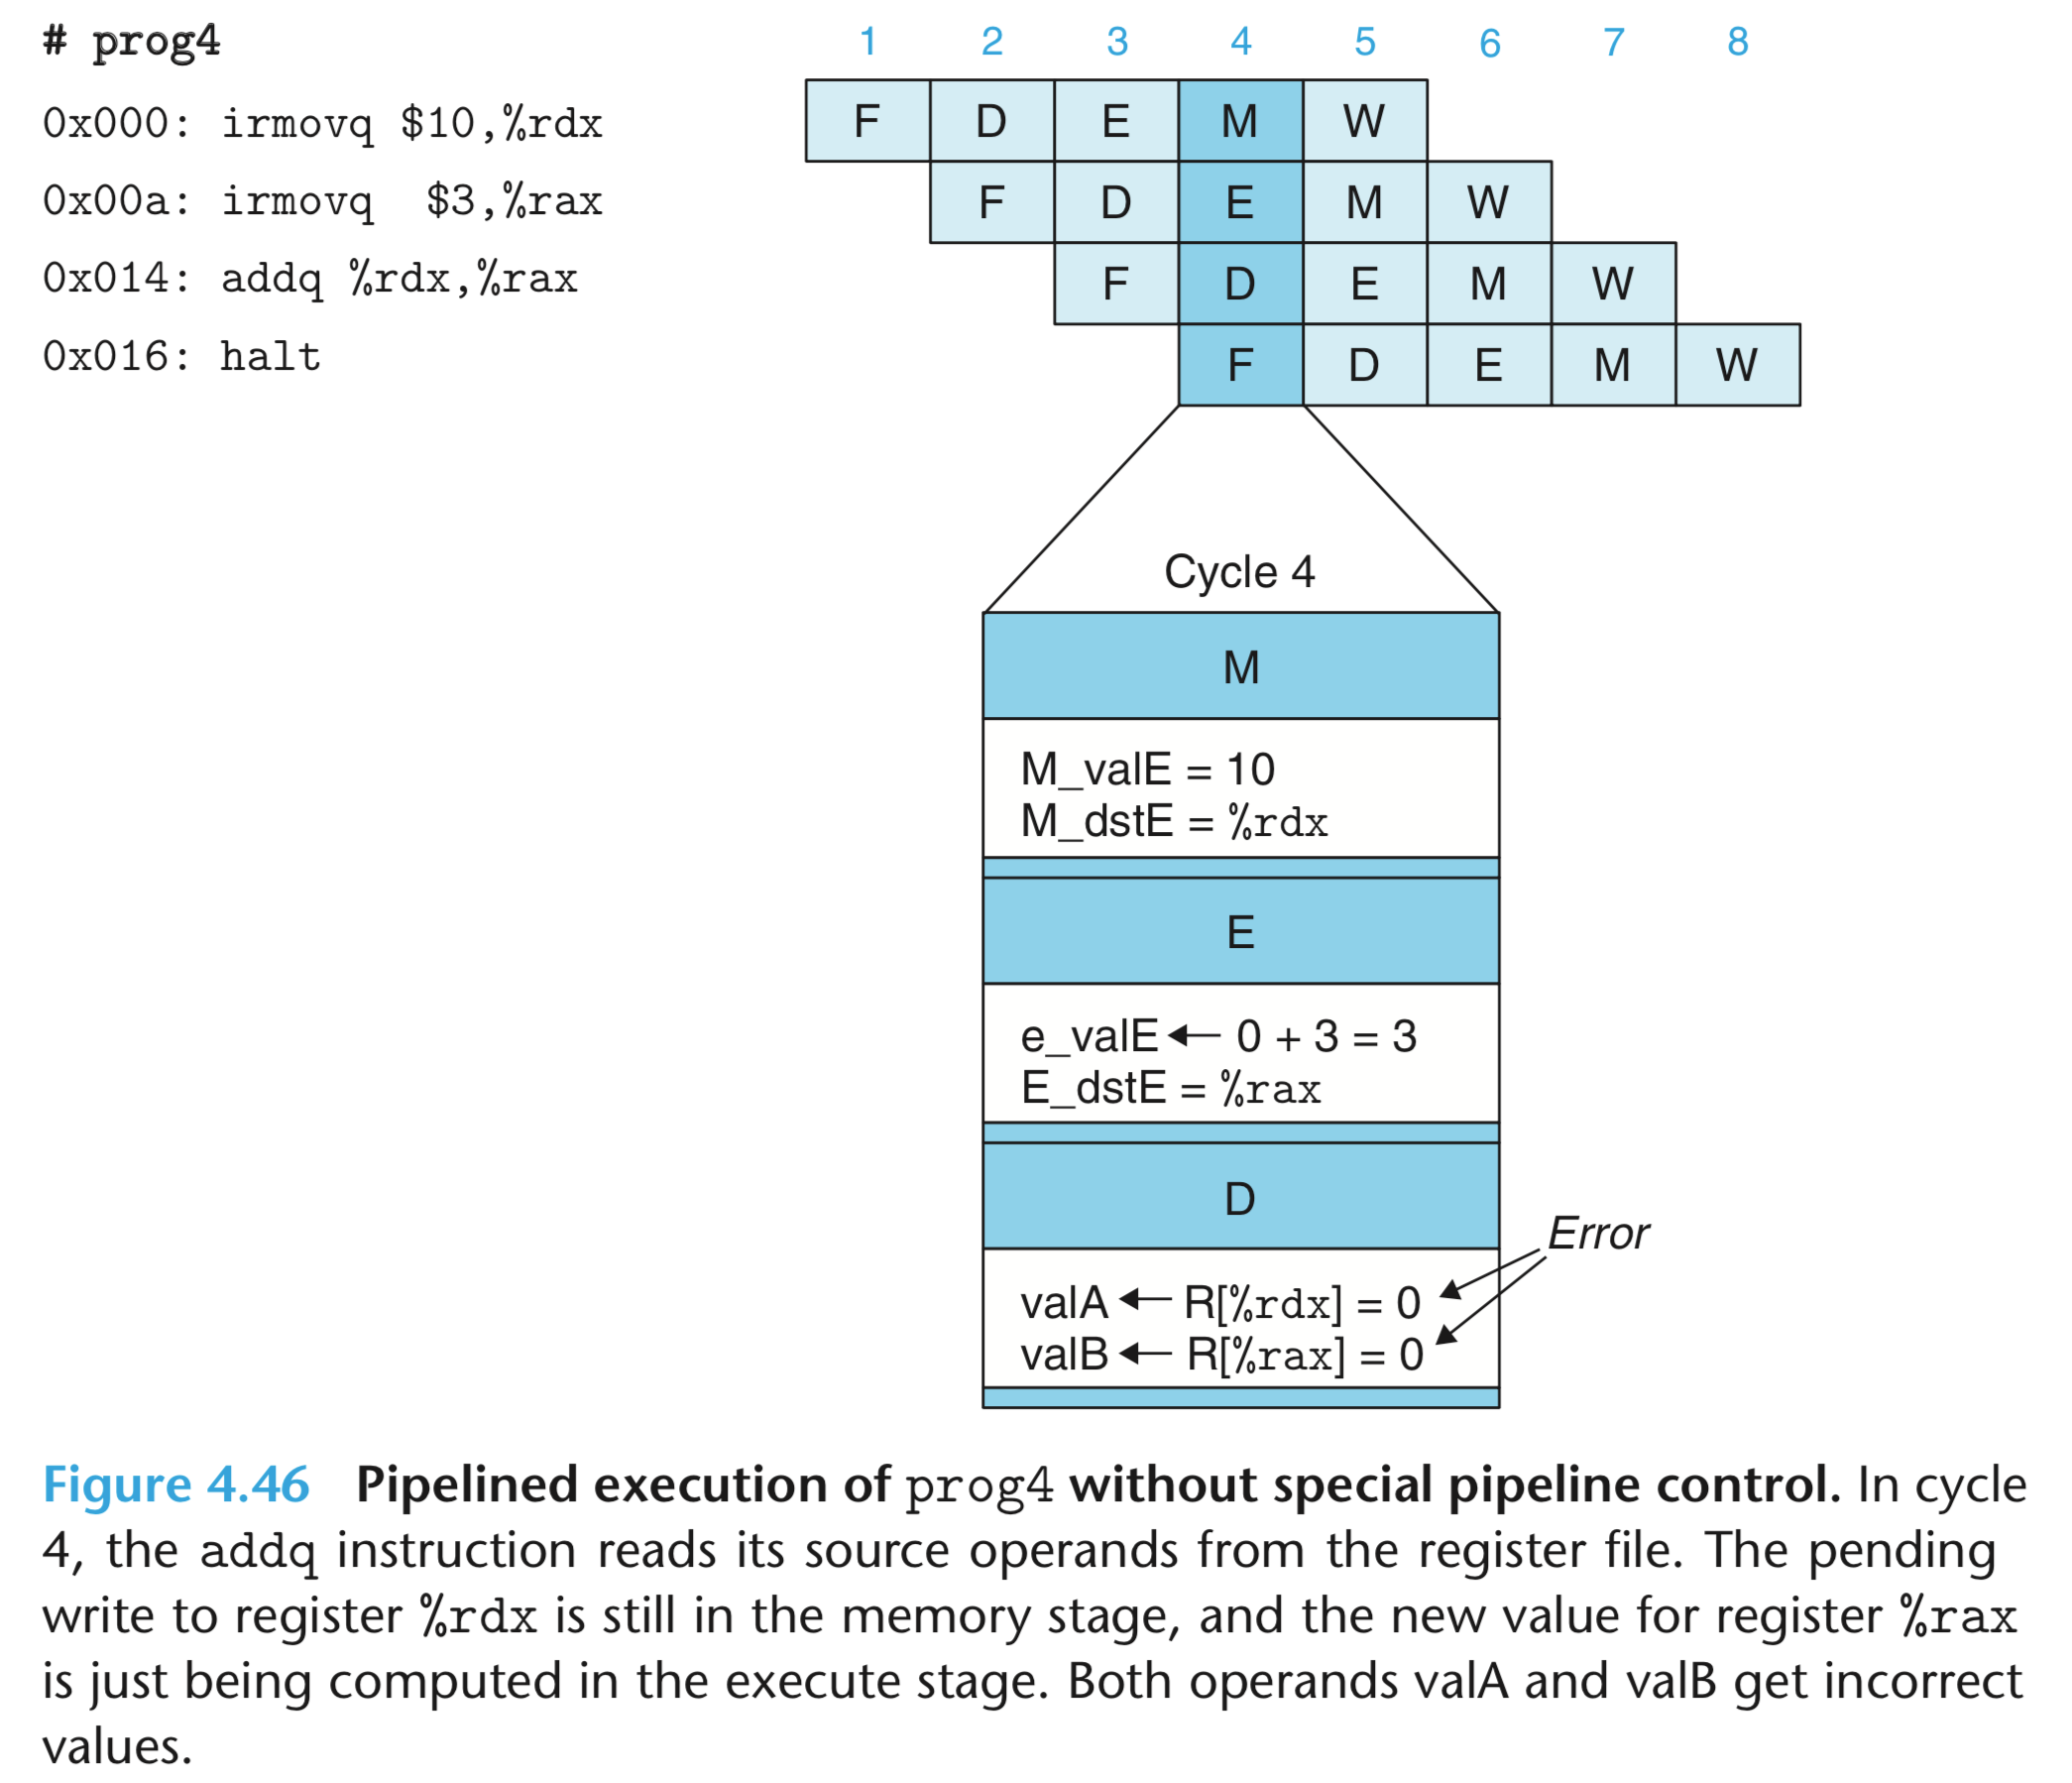 # prog4
1 2 3 4 5 6 7 8
0x000: irmovq $10,%rdx
F D E M W
0x00a: irmovq  $3,%rax
F D E M W
0x014: addq %rdx,%rax
F D E M W
0x016: halt
F D E M W
Cycle 4
M
M_valE = 10
M_dstE = %rdx
E
e_valE ← 0 + 3 = 3
E_dstE = %rax
D
Error
valA ← R[%rdx] = 0
valB ← R[%rax] = 0
Figure 4.46 Pipelined execution of prog4 without special pipeline control. In cycle
4, the addq instruction reads its source operands from the register file. The pending
write to register %rdx is still in the memory stage, and the new value for register %rax
is just being computed in the execute stage. Both operands valA and valB get incorrect
values.